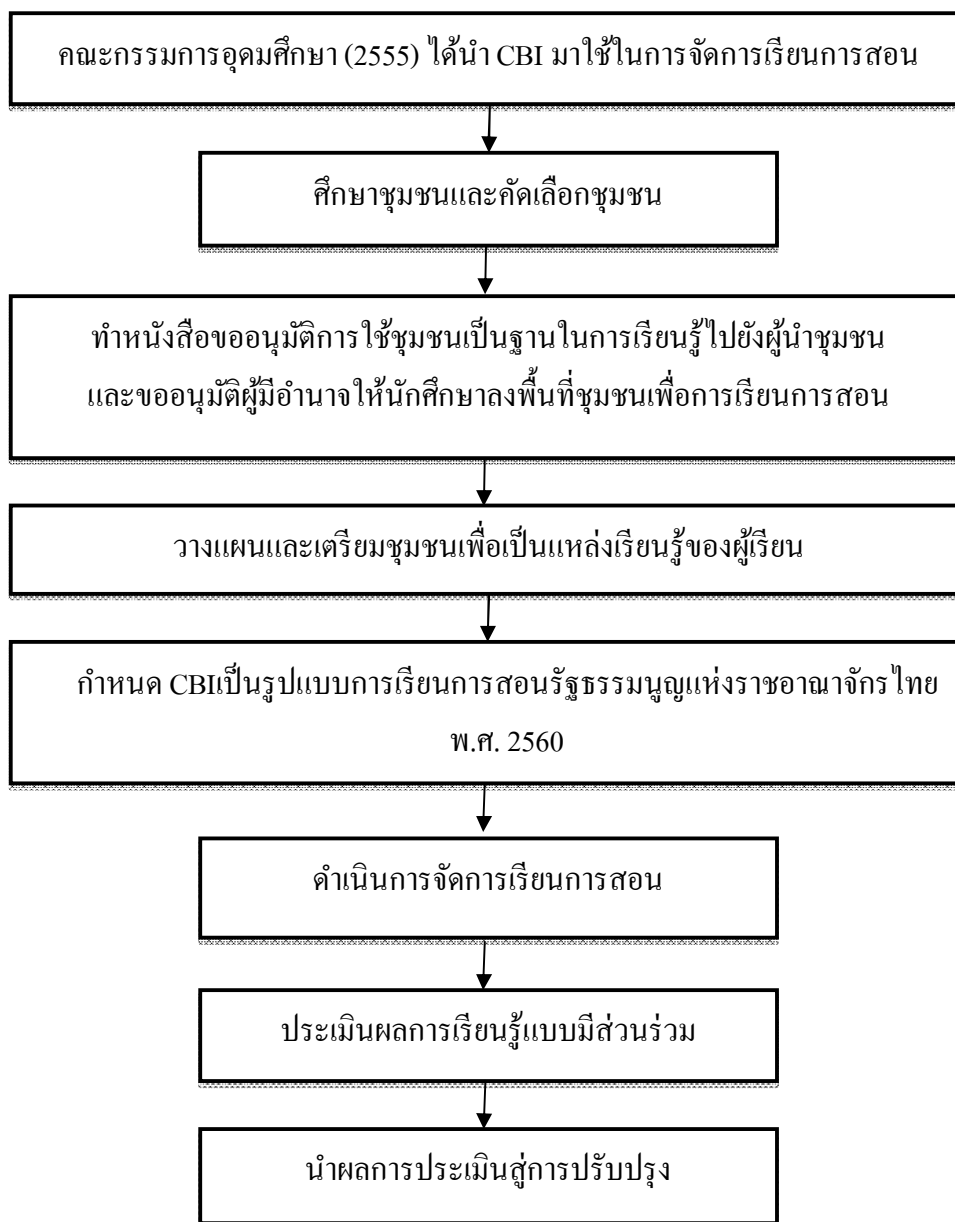 คณะกรรมการอุดมศึกษา (2555) ได้นำ CBI มาใช้ในการจัดการเรียนการสอน
ศึกษาชุมชนและคัดเลือกชุมชน
ทำหนังสือขออนุมัติการใช้ชุมชนเป็นฐานในการเรียนรู้ไปยังผู้นำชุมชน
และขออนุมัติผู้มีอำนาจให้นักศึกษาลงพื้นที่ชุมชนเพื่อการเรียนการสอน
วางแผนและเตรียมชุมชนเพื่อเป็นแหล่งเรียนรู้ของผู้เรียน
กำหนด CBIเป็นรูปแบบการเรียนการสอนรัฐธรรมนูญแห่งราชอาณาจักรไทย
พ.ศ. 2560
ดำเนินการจัดการเรียนการสอน
ประเมินผลการเรียนรู้แบบมีส่วนร่วม
นำผลการประเมินสู่การปรับปรุง